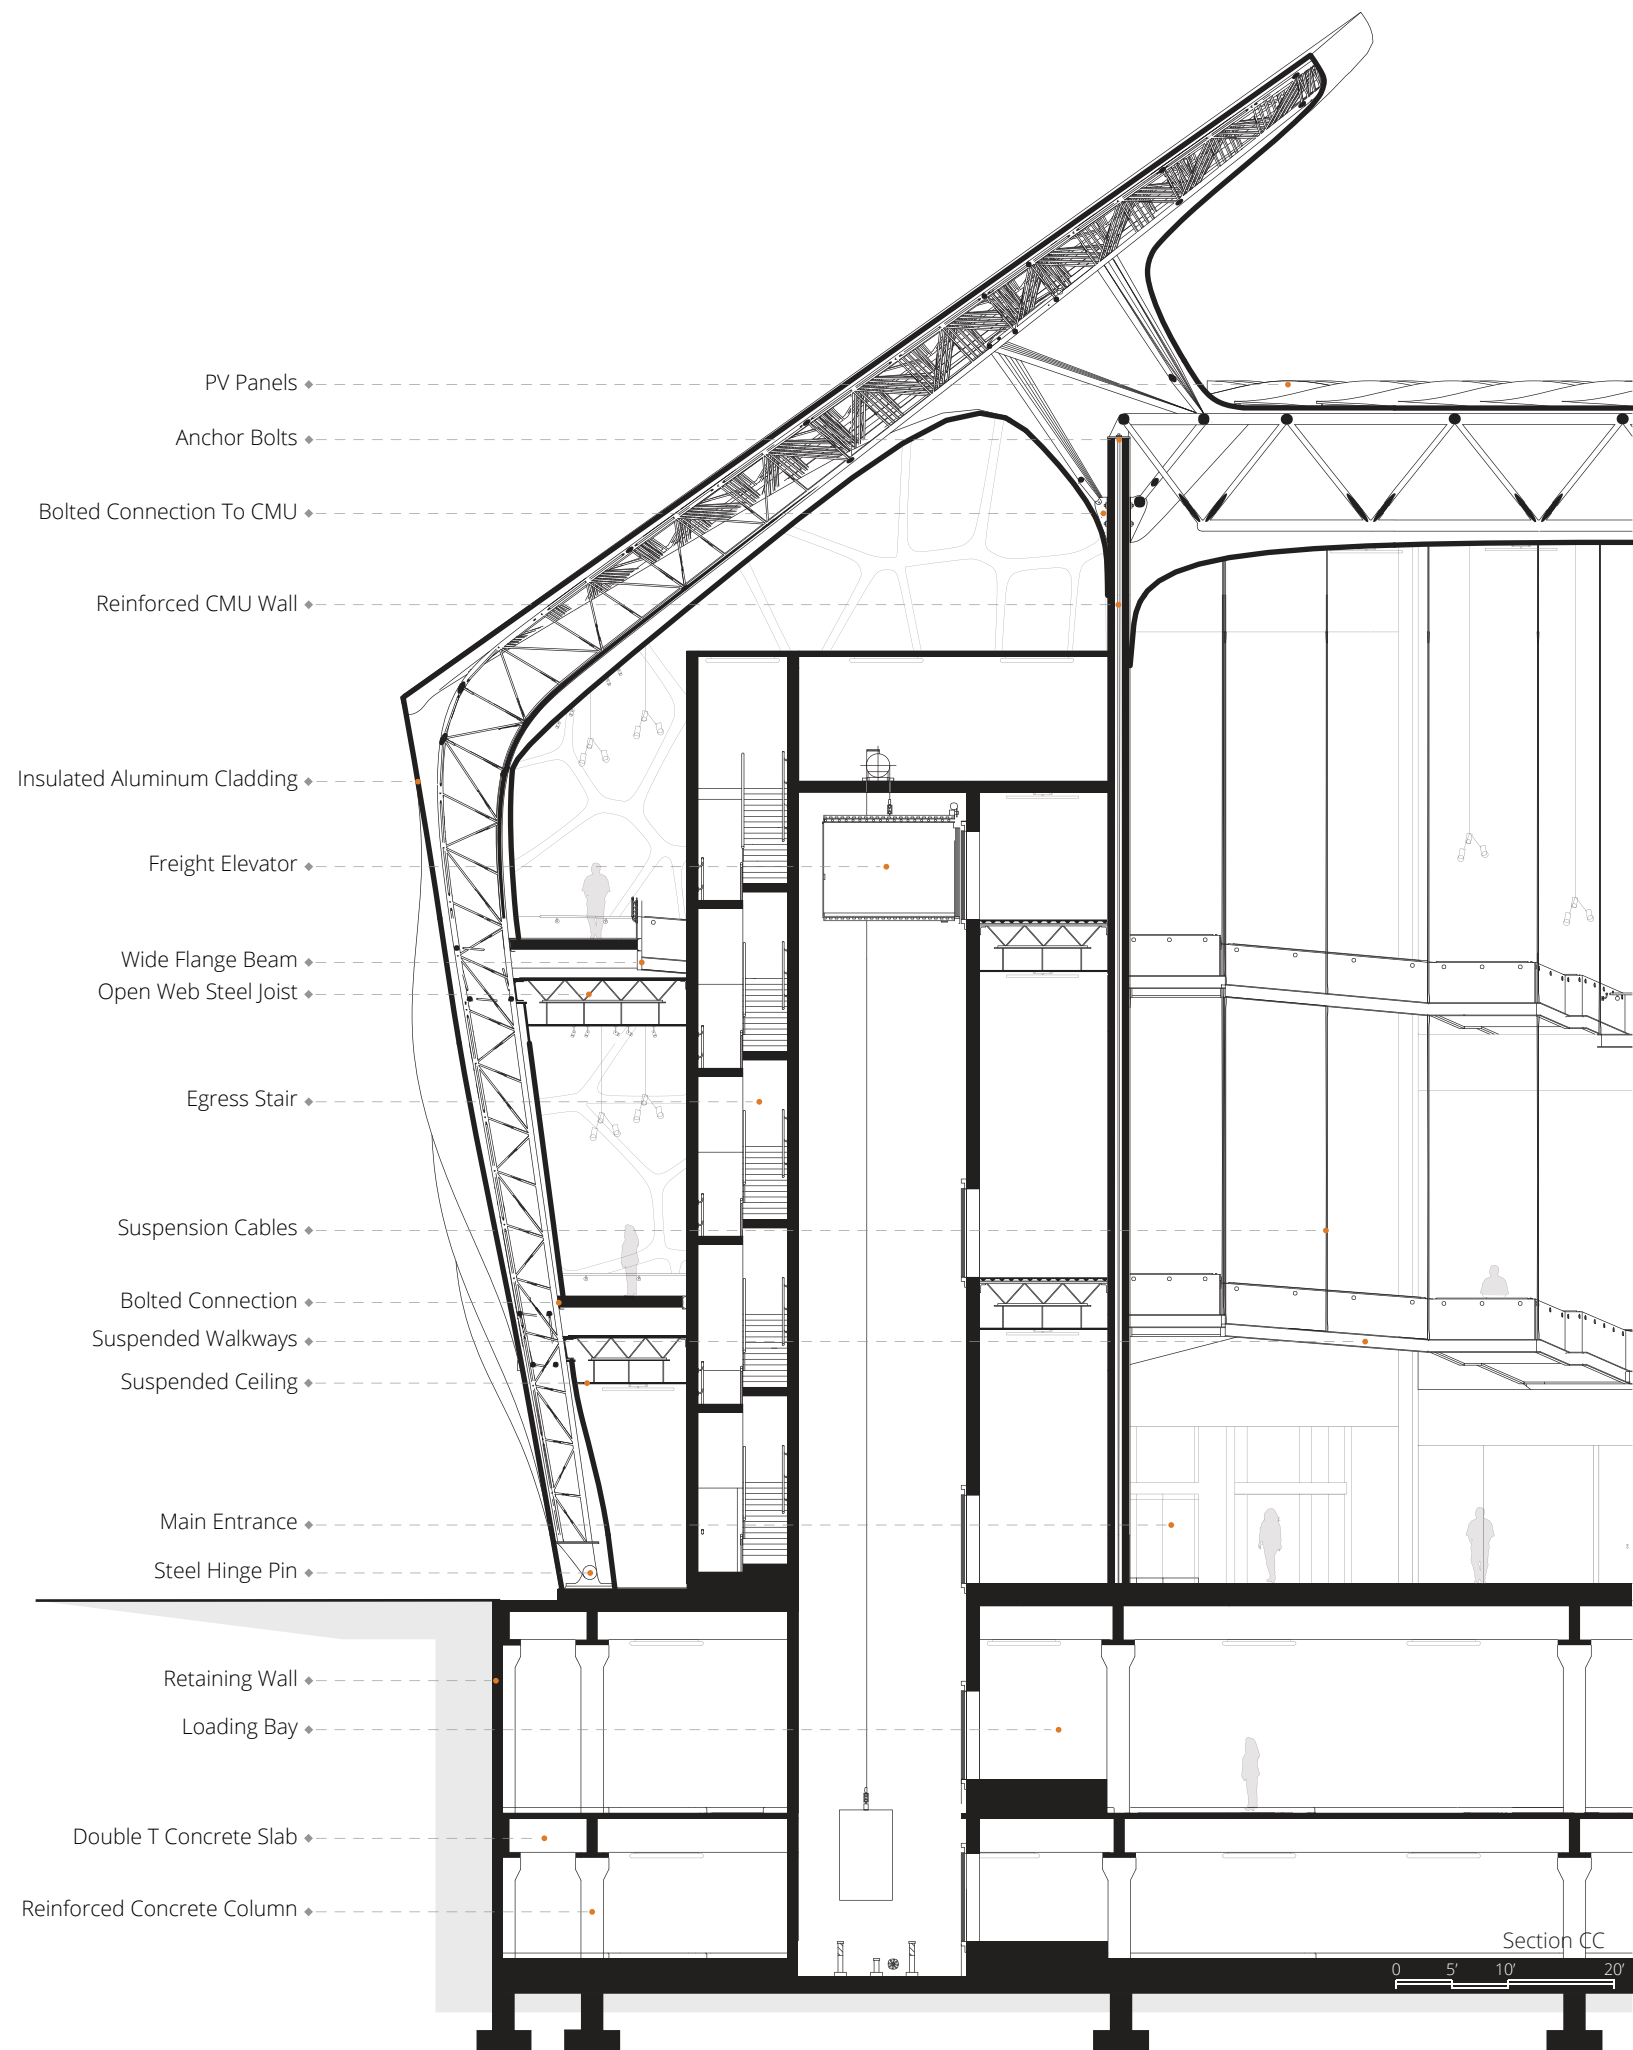 PV Panels
Anchor Bolts
Bolted Connection To CMU
Reinforced CMU Wall
Insulated Aluminum Cladding
Freight Elevator
Wide Flange Beam
Open Web Steel Joist
Egress Stair
Suspension Cables
Bolted Connection
Suspended Walkways
Suspended Ceiling
Main Entrance
Steel Hinge Pin
Retaining Wall
Loading Bay
Double T Concrete Slab
Reinforced Concrete Column
Section CC
0 5' 10' 20'